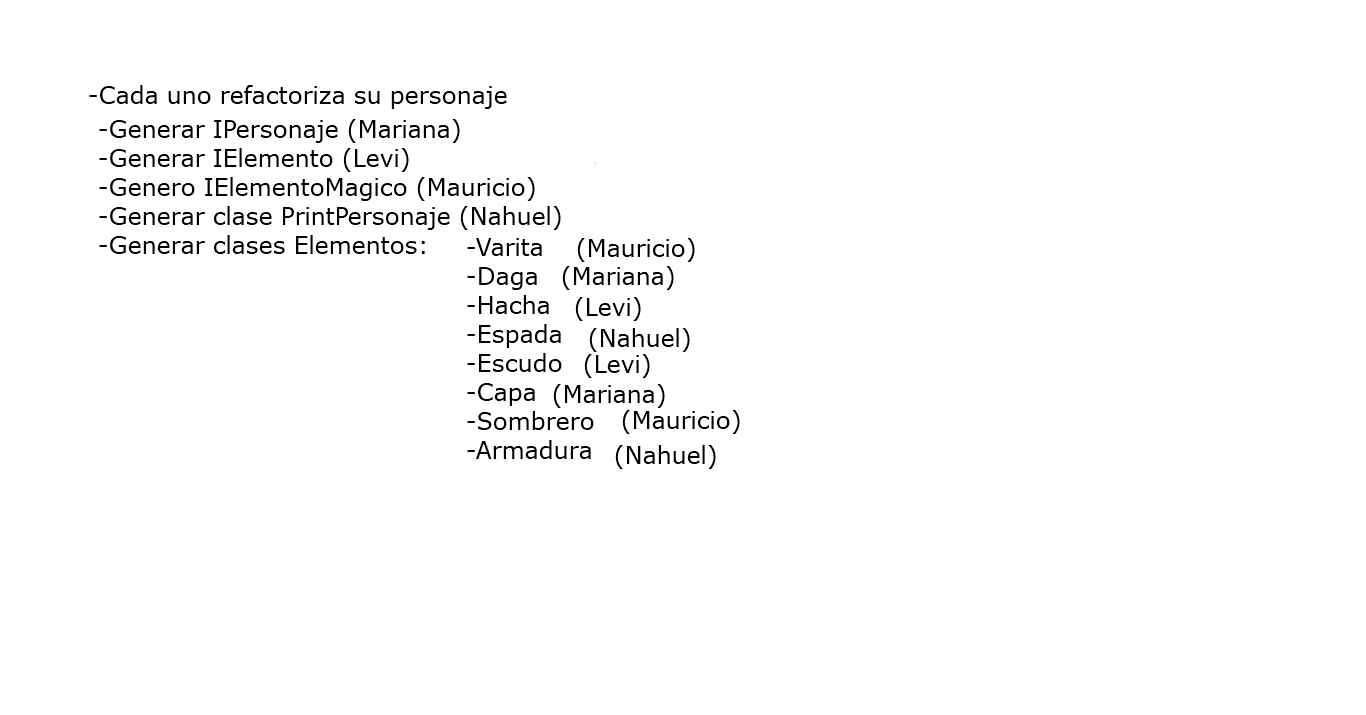 -Cada uno refactoriza su personaje
-Generar IPersonaje (Mariana)
-Generar IElemento (Levi)
-Genero IElementoMagico (Mauricio)
-Generar clase PrintPersonaje (Nahuel)
-Generar clases Elementos: -Varita (Mauricio)
-Daga (Mariana)
-Hacha (Levi)
-Espada (Nahuel)
-Escudo (Levi)
-Capa (Mariana)
-Sombrero (Mauricio)
-Armadura (Nahuel)